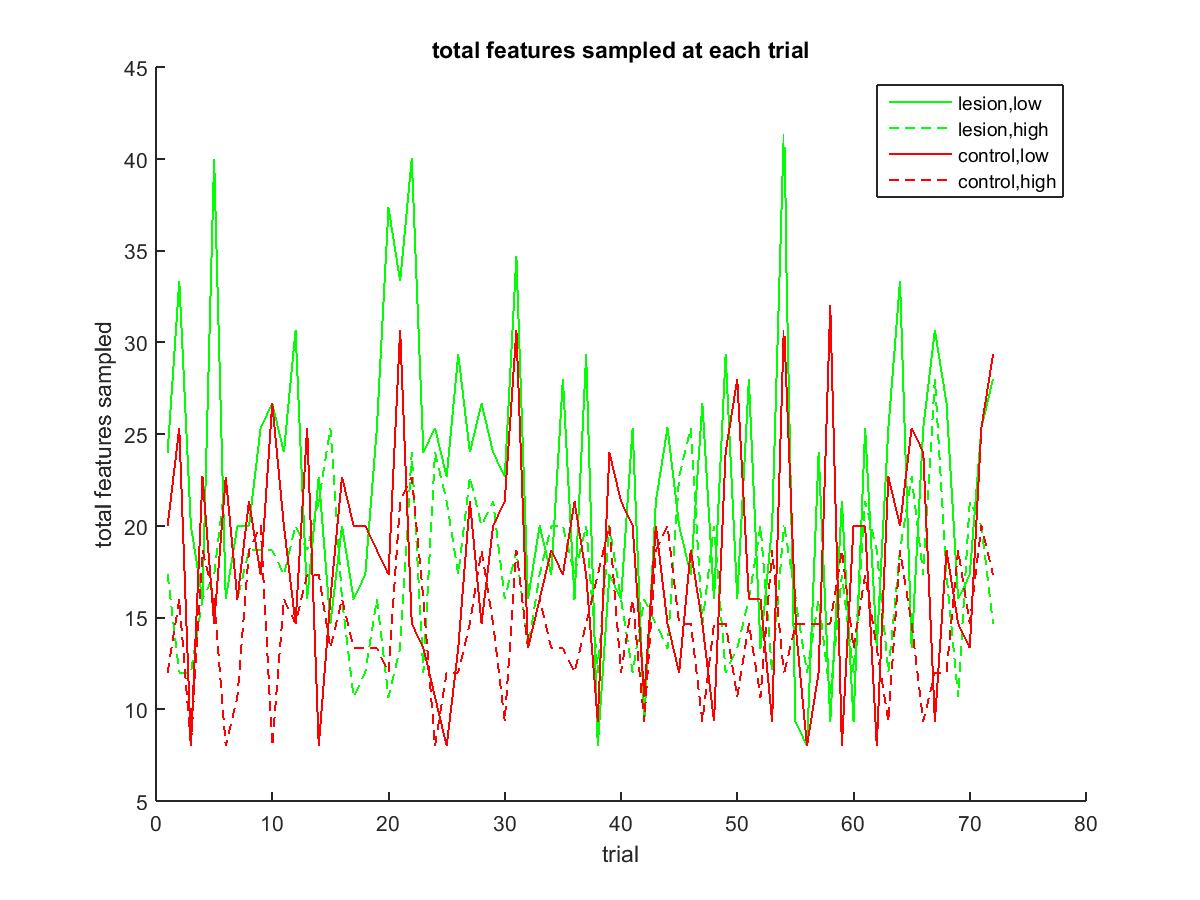 total features sampled at each trial
45
40
35
30
25
20
15
10
5
total features sampled
0 10 20 30 40 50 60 70 80
trial
lesion,low
lesion,high
control,low
control,high